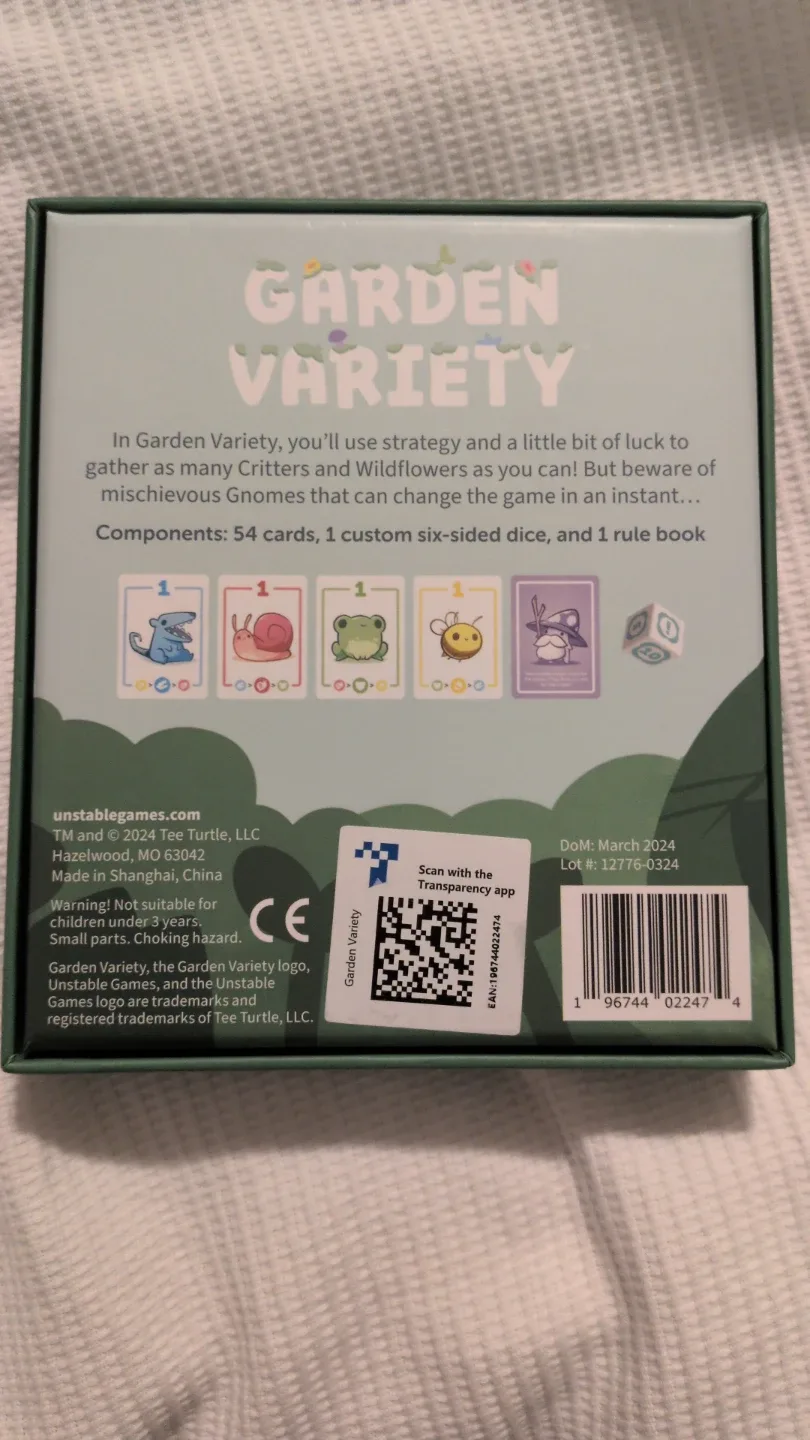 GARDEN
VARIETY
In Garden Variety, you'll use strategy and a little bit of luck to
gather as many Critters and Wildflowers as you can! But beware of
mischievous Gnomes that can change the game in an instant...
Components: 54 cards, 1 custom six-sided dice, and 1 rule book
1 1 1 1
1
10
unstablegames.com
TM and © 2024 Tee Turtle, LLC
Hazelwood, MO 63042
Made in Shanghai, China
Warning! Not suitable for
children under 3 years.
Small parts. Choking hazard.
CE
Garden Variety, the Garden Variety logo,
Unstable Games, and the Unstable
Games logo are trademarks and
registered trademarks of Tee Turtle, LLC.
Scan with the
Transparency app
Garden Variety
EAN:196744022474
DoM: March 2024
Lot #: 12776-0324
1 96744 02247 4